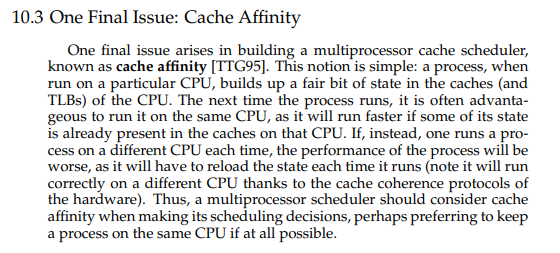 10.3 One Final Issue: Cache Affinity
One final issue arises in building a multiprocessor cache scheduler,
known as cache affinity [TTG95]. This notion is simple: a process, when
run on a particular CPU, builds up a fair bit of state in the caches (and
TLBs) of the CPU. The next time the process runs, it is often advanta-
geous to run it on the same CPU, as it will run faster if some of its state
is already present in the caches on that CPU. If, instead, one runs a pro-
cess on a different CPU each time, the performance of the process will be
worse, as it will have to reload the state each time it runs (note it will run
correctly on a different CPU thanks to the cache coherence protocols of
the hardware). Thus, a multiprocessor scheduler should consider cache
affinity when making its scheduling decisions, perhaps preferring to keep
a process on the same CPU if at all possible.